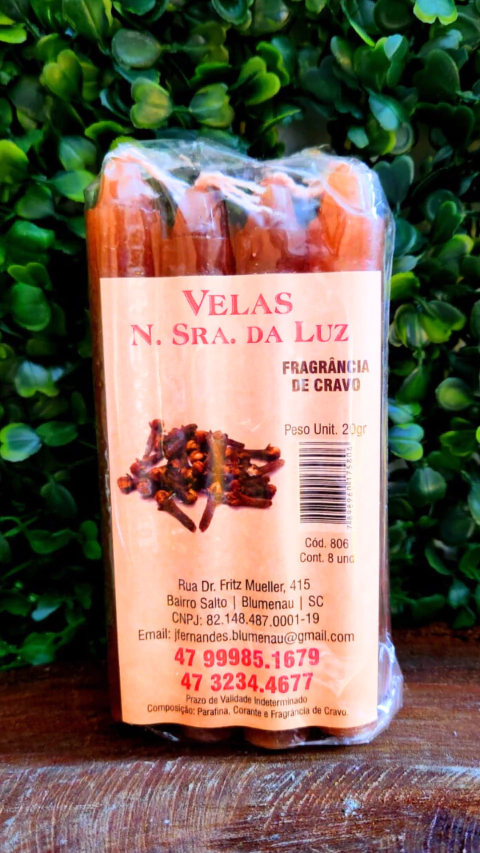 VELAS
N. SRA. DA LUZ
FRAGRÂNCIA
DE CRAVO
Peso Unit. 20gr
Cód. 806
Cont. 8 und
Rua Dr. Fritz Mueller, 415
Bairro Salto | Blumenau | SC
CNPJ: 82.148.487.0001-19
Email: jfernandes.blumenau@gmail.com
47 99985.1679
47 3234.4677
Prazo de Validade Indeterminado
Composição: Parafina, Corante e Fragrância de Cravo.